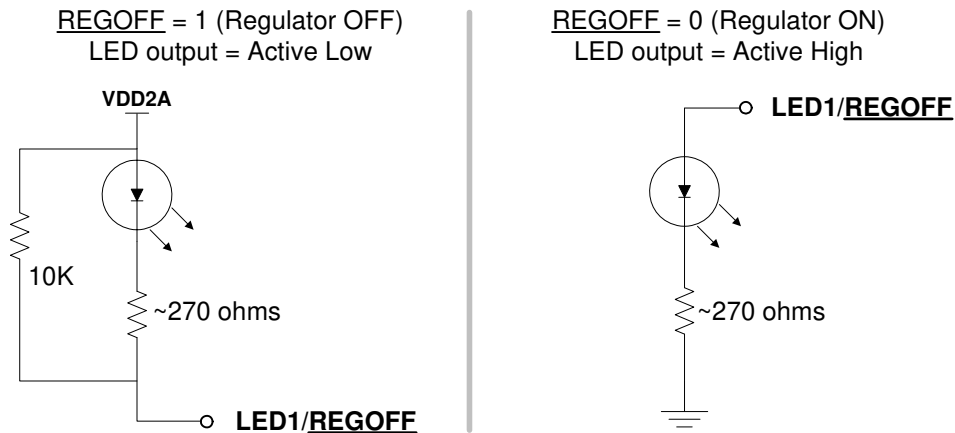 REGOFF = 1 (Regulator OFF)
LED output = Active Low
VDD2A
10K
~270 ohms
LED1/REGOFF
REGOFF = 0 (Regulator ON)
LED output = Active High
LED1/REGOFF
~270 ohms